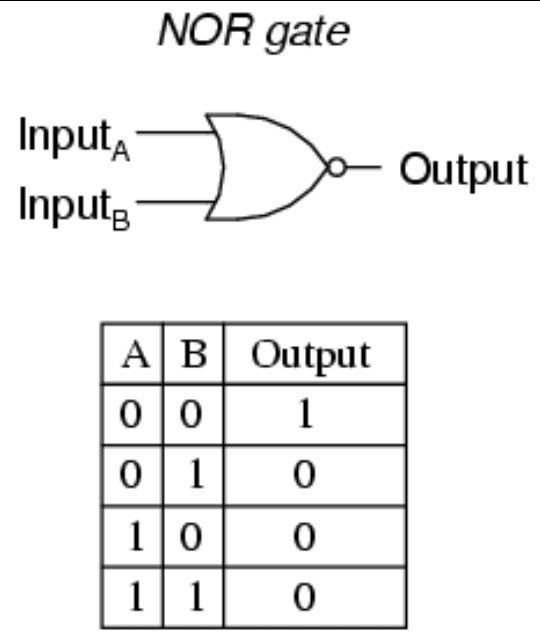 NOR gate
InputA
Output
InputB
A B Output
0 0 1
0 1 0
1 0 0
1 1 0